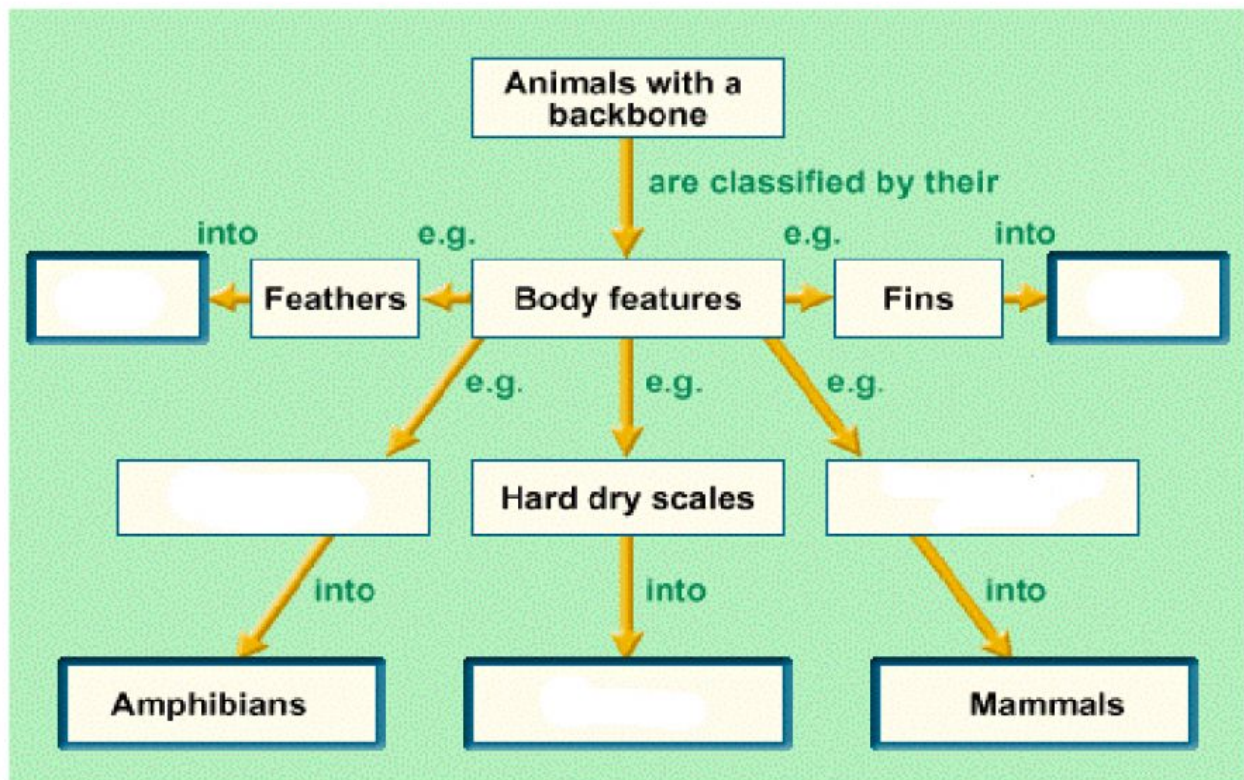 Animals with a
backbone
are classified by their
into
e.g.
e.g.
into
Feathers
Body features
Fins
e.g.
e.g.
e.g.
Hard dry scales
into
into
into
Amphibians
Mammals